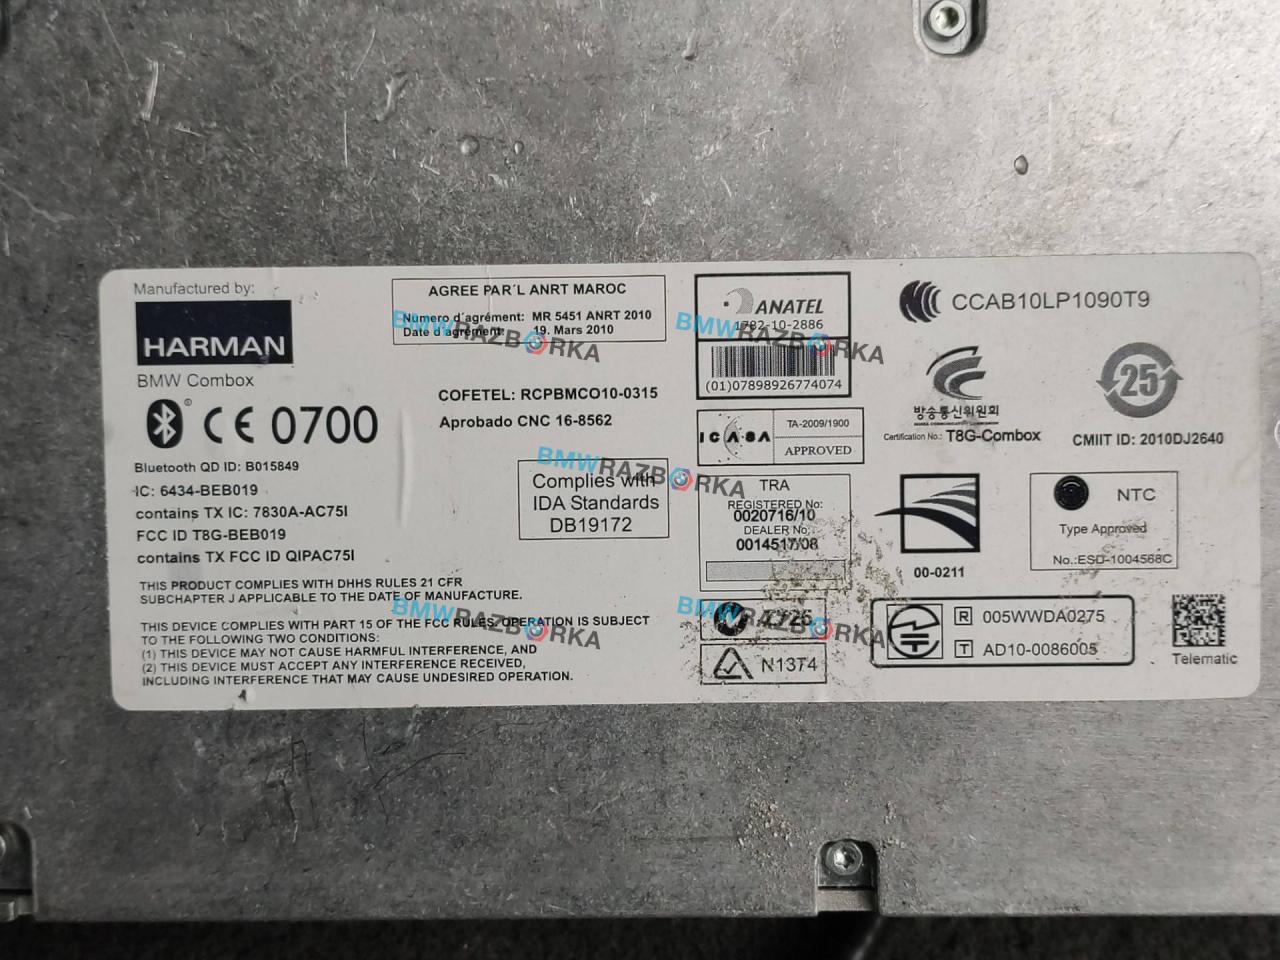 Manufactured by:
HARMAN
BMW Combox
CE 0700
Bluetooth QD ID: B015849
IC: 6434-BEB019
contains TX IC: 7830A-AC75I
FCC ID T8G-BEB019
contains TX FCC ID QIPAC75I
THIS PRODUCT COMPLIES WITH DHHS RULES 21 CFR
SUBCHAPTER J APPLICABLE TO THE DATE OF MANUFACTURE.
THIS DEVICE COMPLIES WITH PART 15 OF THE FCC RULES. OPERATION IS SUBJECT
TO THE FOLLOWING TWO CONDITIONS:
(1) THIS DEVICE MAY NOT CAUSE HARMFUL INTERFERENCE, AND
(2) THIS DEVICE MUST ACCEPT ANY INTERFERENCE RECEIVED,
INCLUDING INTERFERENCE THAT MAY CAUSE UNDESIRED OPERATION.
AGREE PAR´L ANRT MAROC
Numero d'agrément: MR 5451 ANRT 2010
Date d'agrément: 19. Mars 2010
COFETEL: RCPBMCO10-0315
Aprobado CNC 16-8562
Complies with
IDA Standards
DB19172
ANATEL
1782-10-2886
(01)07898926774074
ICASA
TA-2009/1900
APPROVED
TRA
REGISTERED No:
0020716/10
DEALER No:
0014517/08
N1374
CCAB10LP1090T9
방송통신위원회
KOREA COMMUNICATIONS COMMISSION
Certification No.: T8G-Combox
25
CMIIT ID: 2010DJ2640
00-0211
NTC
Type Approved
No.:ESD-1004568C
R 005WWDA0275
T AD10-0086005
Telematic
BMWRAZBORKA
BMWRAZBORKA
BMWRAZBORKA
BMWRAZBORKA
BMWRAZBORKA